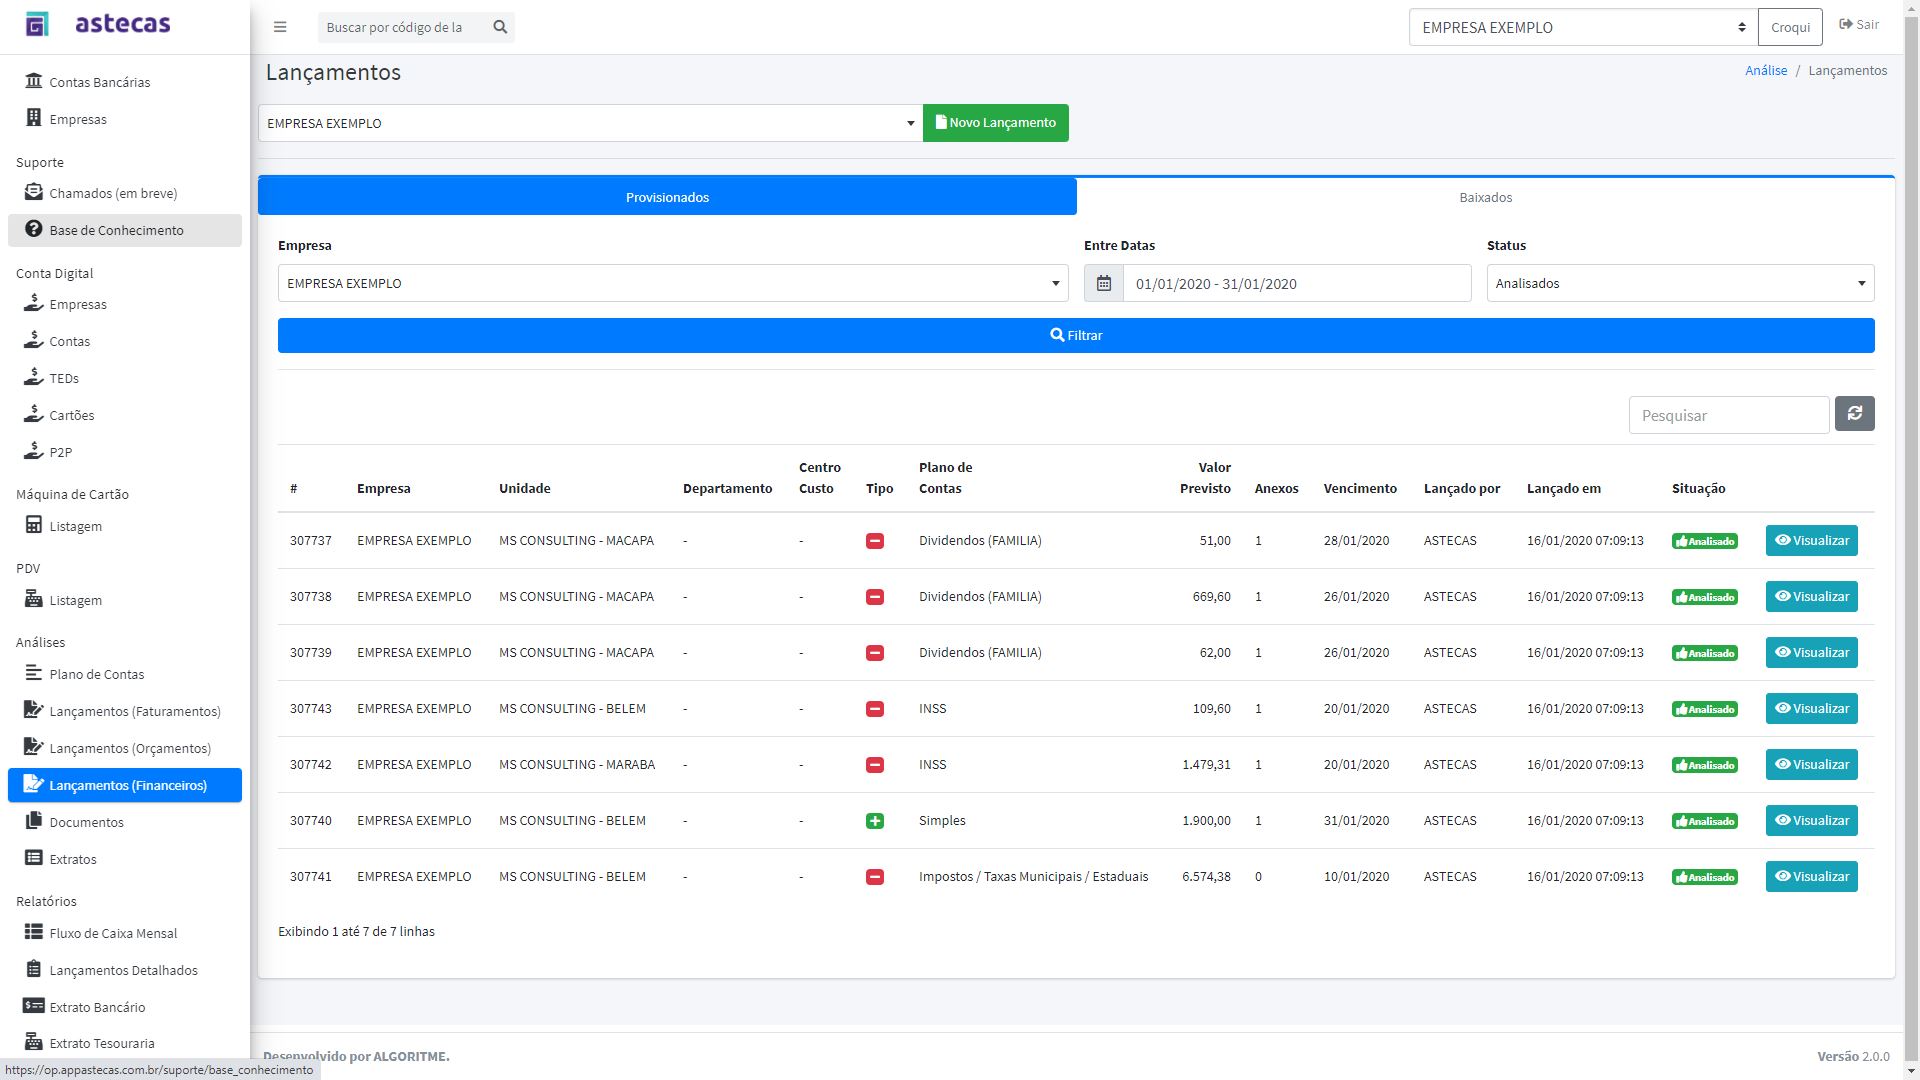 astecas
Buscar por código de la
EMPRESA EXEMPLO
Croqui
Sair
Contas Bancárias
Empresas
Suporte
Chamados (em breve)
Base de Conhecimento
Conta Digital
Empresas
Contas
TEDs
Cartões
P2P
Máquina de Cartão
Listagem
PDV
Listagem
Análises
Plano de Contas
Lançamentos (Faturamentos)
Lançamentos (Orçamentos)
Lançamentos (Financeiros)
Documentos
Extratos
Relatórios
Fluxo de Caixa Mensal
Lançamentos Detalhados
Extrato Bancário
Extrato Tesouraria
https://op.appastecas.com.br/suporte/base_conhecimento
Lançamentos
Análise / Lançamentos
EMPRESA EXEMPLO
Novo Lançamento
Provisionados
Baixados
Empresa
Entre Datas
Status
EMPRESA EXEMPLO
01/01/2020 - 31/01/2020
Analisados
Filtrar
Pesquisar
# Empresa Unidade Departamento Centro Custo Tipo Plano de Contas Valor Previsto Anexos Vencimento Lançado por Lançado em Situação
307737 EMPRESA EXEMPLO MS CONSULTING - MACAPA - - Dividendos (FAMILIA) 51,00 1 28/01/2020 ASTECAS 16/01/2020 07:09:13 Analisado Visualizar
307738 EMPRESA EXEMPLO MS CONSULTING - MACAPA - - Dividendos (FAMILIA) 669,60 1 26/01/2020 ASTECAS 16/01/2020 07:09:13 Analisado Visualizar
307739 EMPRESA EXEMPLO MS CONSULTING - MACAPA - - Dividendos (FAMILIA) 62,00 1 26/01/2020 ASTECAS 16/01/2020 07:09:13 Analisado Visualizar
307743 EMPRESA EXEMPLO MS CONSULTING - BELEM - - INSS 109,60 1 20/01/2020 ASTECAS 16/01/2020 07:09:13 Analisado Visualizar
307742 EMPRESA EXEMPLO MS CONSULTING - MARABA - - INSS 1.479,31 1 20/01/2020 ASTECAS 16/01/2020 07:09:13 Analisado Visualizar
307740 EMPRESA EXEMPLO MS CONSULTING - BELEM - - Simples 1.900,00 1 31/01/2020 ASTECAS 16/01/2020 07:09:13 Analisado Visualizar
307741 EMPRESA EXEMPLO MS CONSULTING - BELEM - - Impostos / Taxas Municipais / Estaduais 6.574,38 0 10/01/2020 ASTECAS 16/01/2020 07:09:13 Analisado Visualizar
Exibindo 1 até 7 de 7 linhas
Desenvolvido por ALGORITME.
Versão 2.0.0